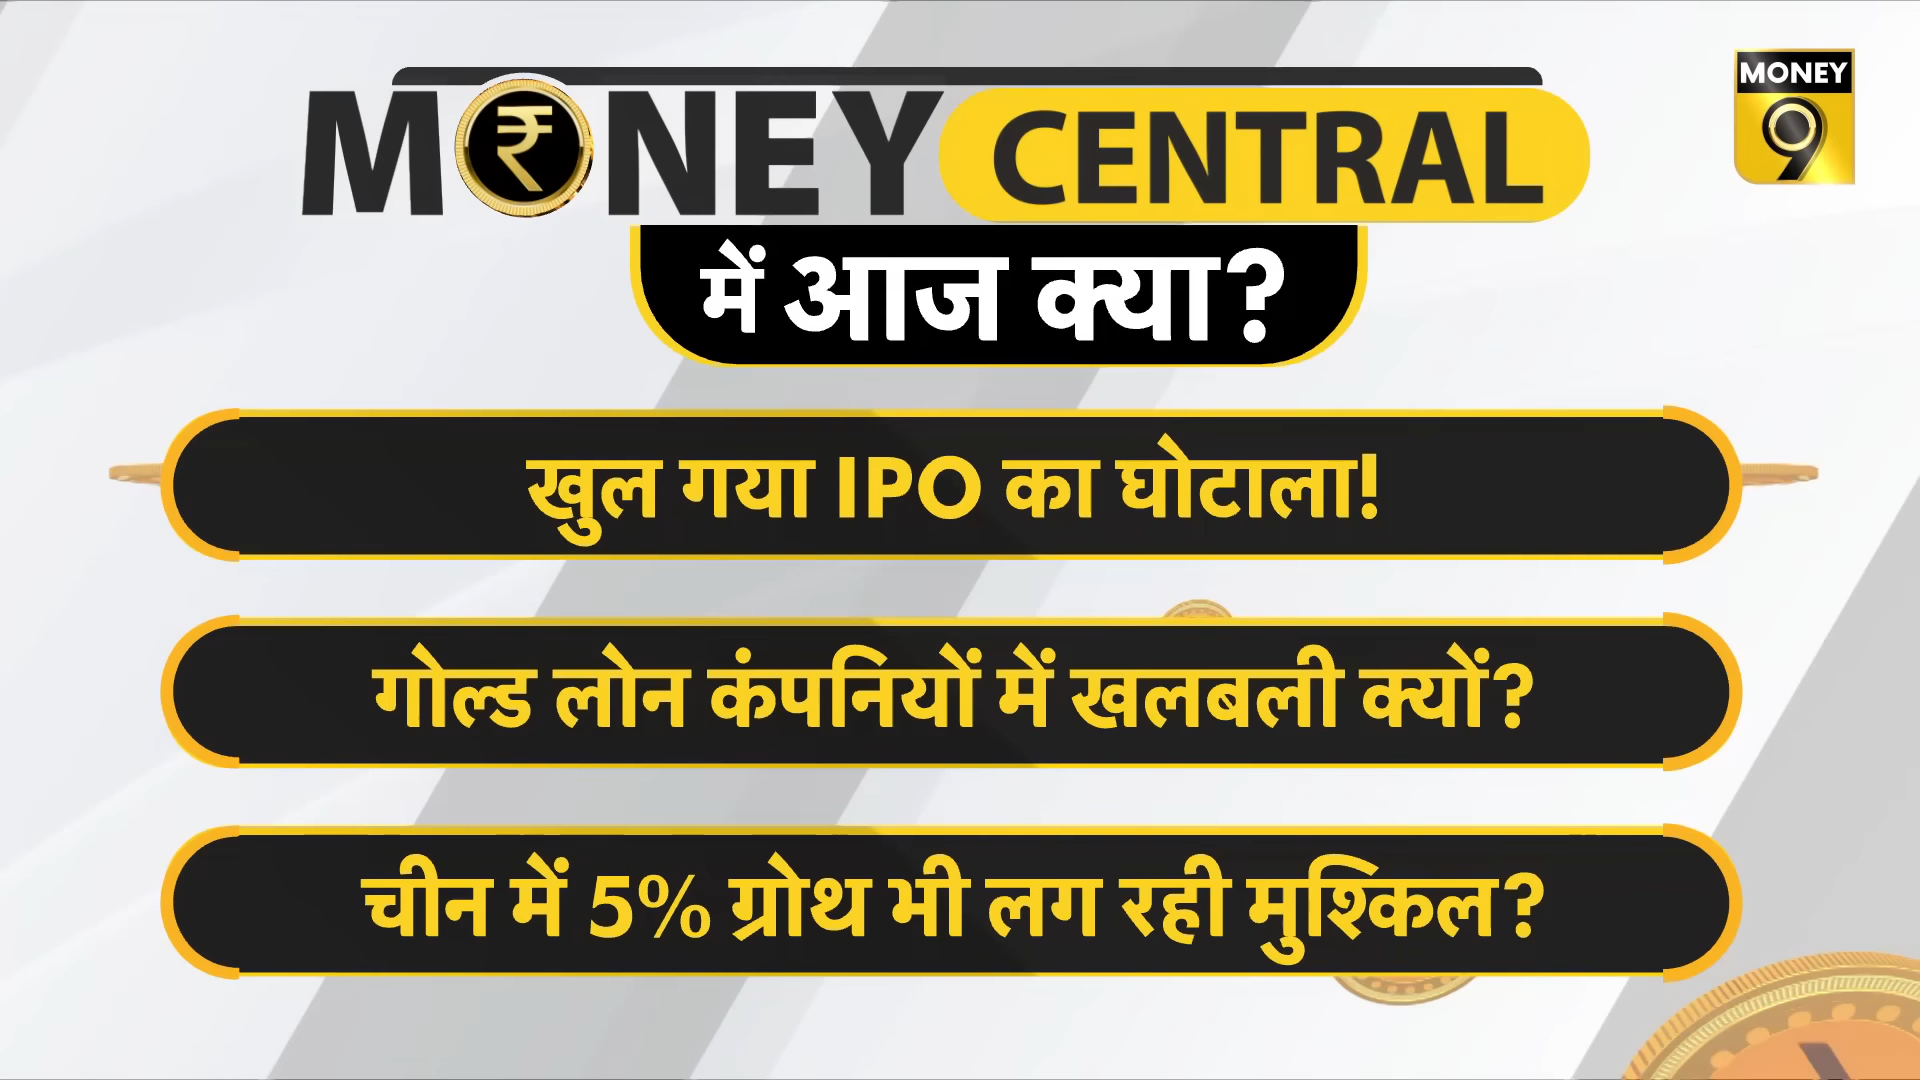 MONEY CENTRAL
MONEY
9
में आज क्या?
खुल गया IPO का घोटाला!
गोल्ड लोन कंपनियों में खलबली क्यों?
चीन में 5% ग्रोथ भी लग रही मुश्किल?